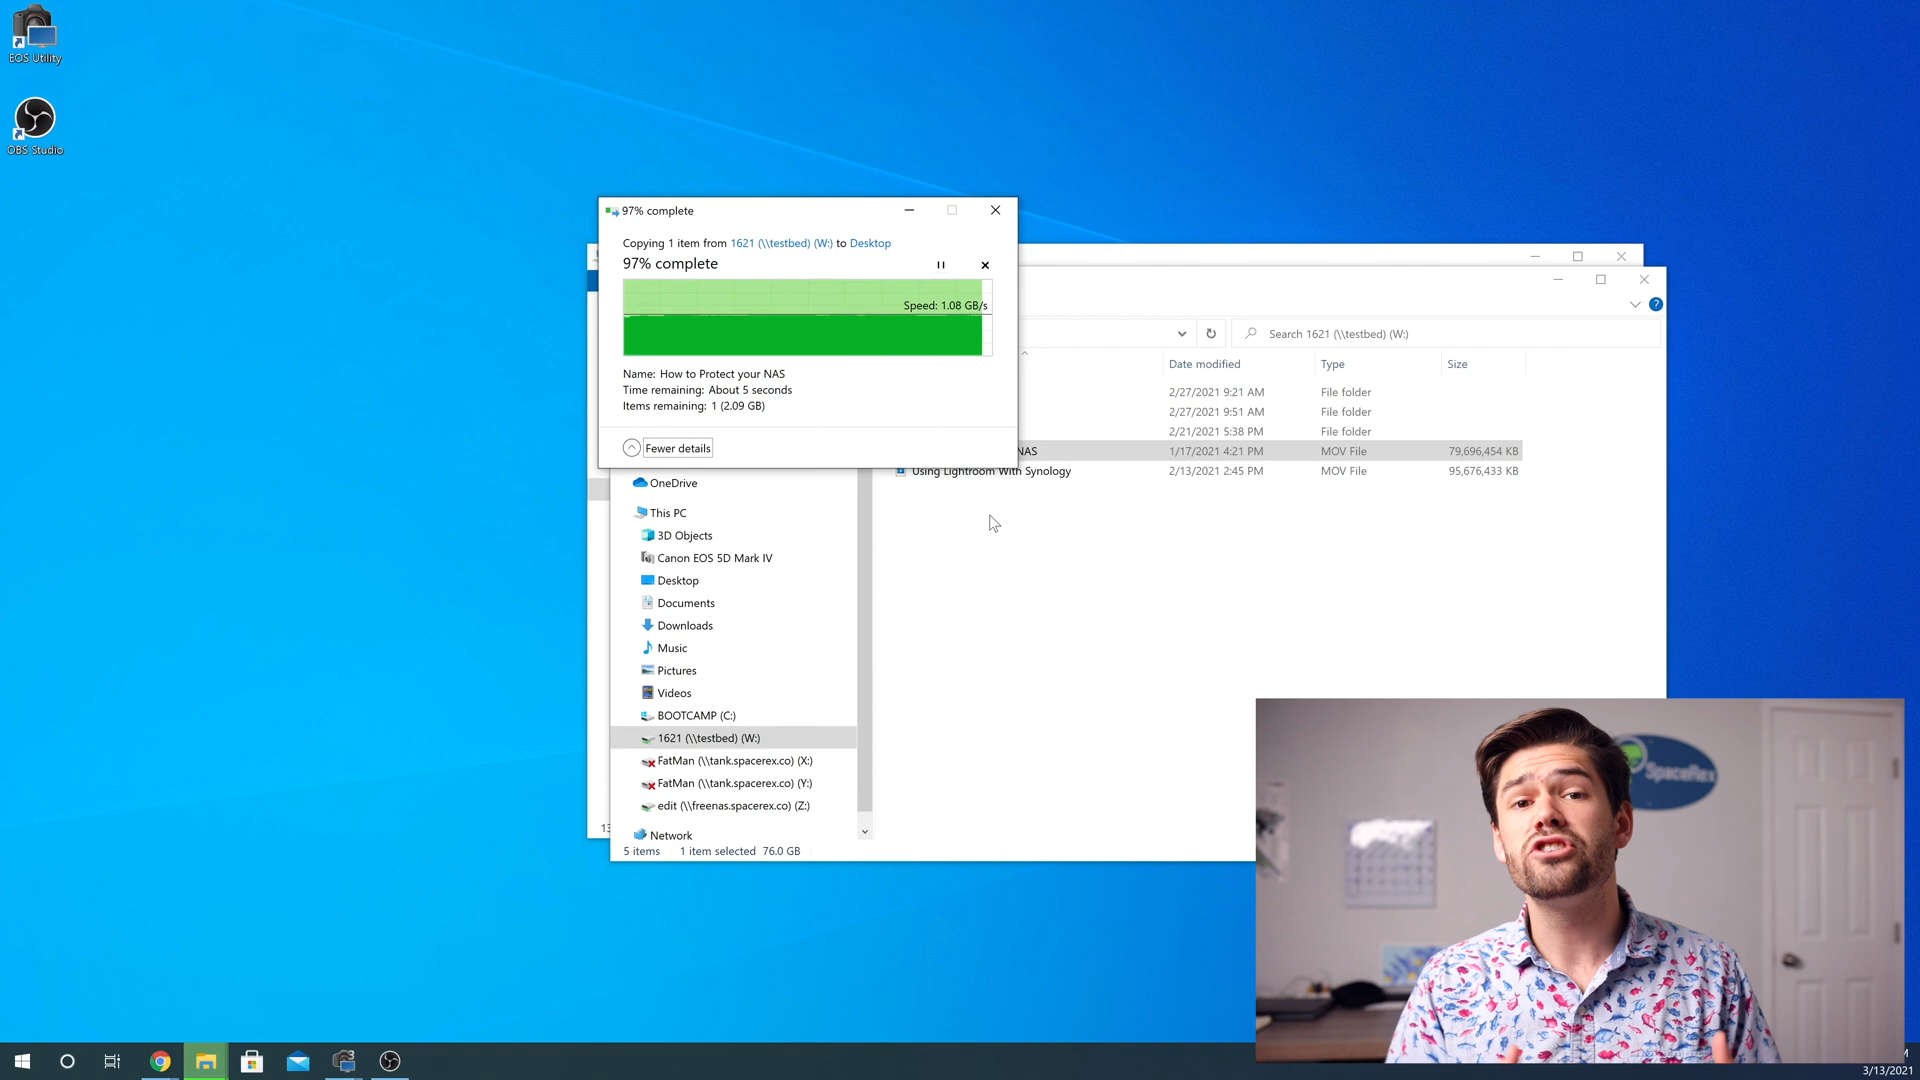 EOS Utility
OBS Studio
97% complete
Copying 1 item from 1621 (\\testbed) (W:) to Desktop
97% complete
Speed: 1.08 GB/s
Name: How to Protect your NAS
Time remaining: About 5 seconds
Items remaining: 1 (2.09 GB)
Fewer details
Search 1621 (\\testbed) (W:)
Date modified Type Size
2/27/2021 9:21 AM File folder
2/27/2021 9:51 AM File folder
2/21/2021 5:38 PM File folder
NAS 1/17/2021 4:21 PM MOV File 79,696,454 KB
Using Lightroom With Synology 2/13/2021 2:45 PM MOV File 95,676,433 KB
OneDrive
This PC
3D Objects
Canon EOS 5D Mark IV
Desktop
Documents
Downloads
Music
Pictures
Videos
BOOTCAMP (C:)
1621 (\\testbed) (W:)
FatMan (\\tank.spacerex.co) (X:)
FatMan (\\tank.spacerex.co) (Y:)
edit (\\freenas.spacerex.co) (Z:)
Network
13
5 items 1 item selected 76.0 GB
SpaceRex
3
M
3/13/2021